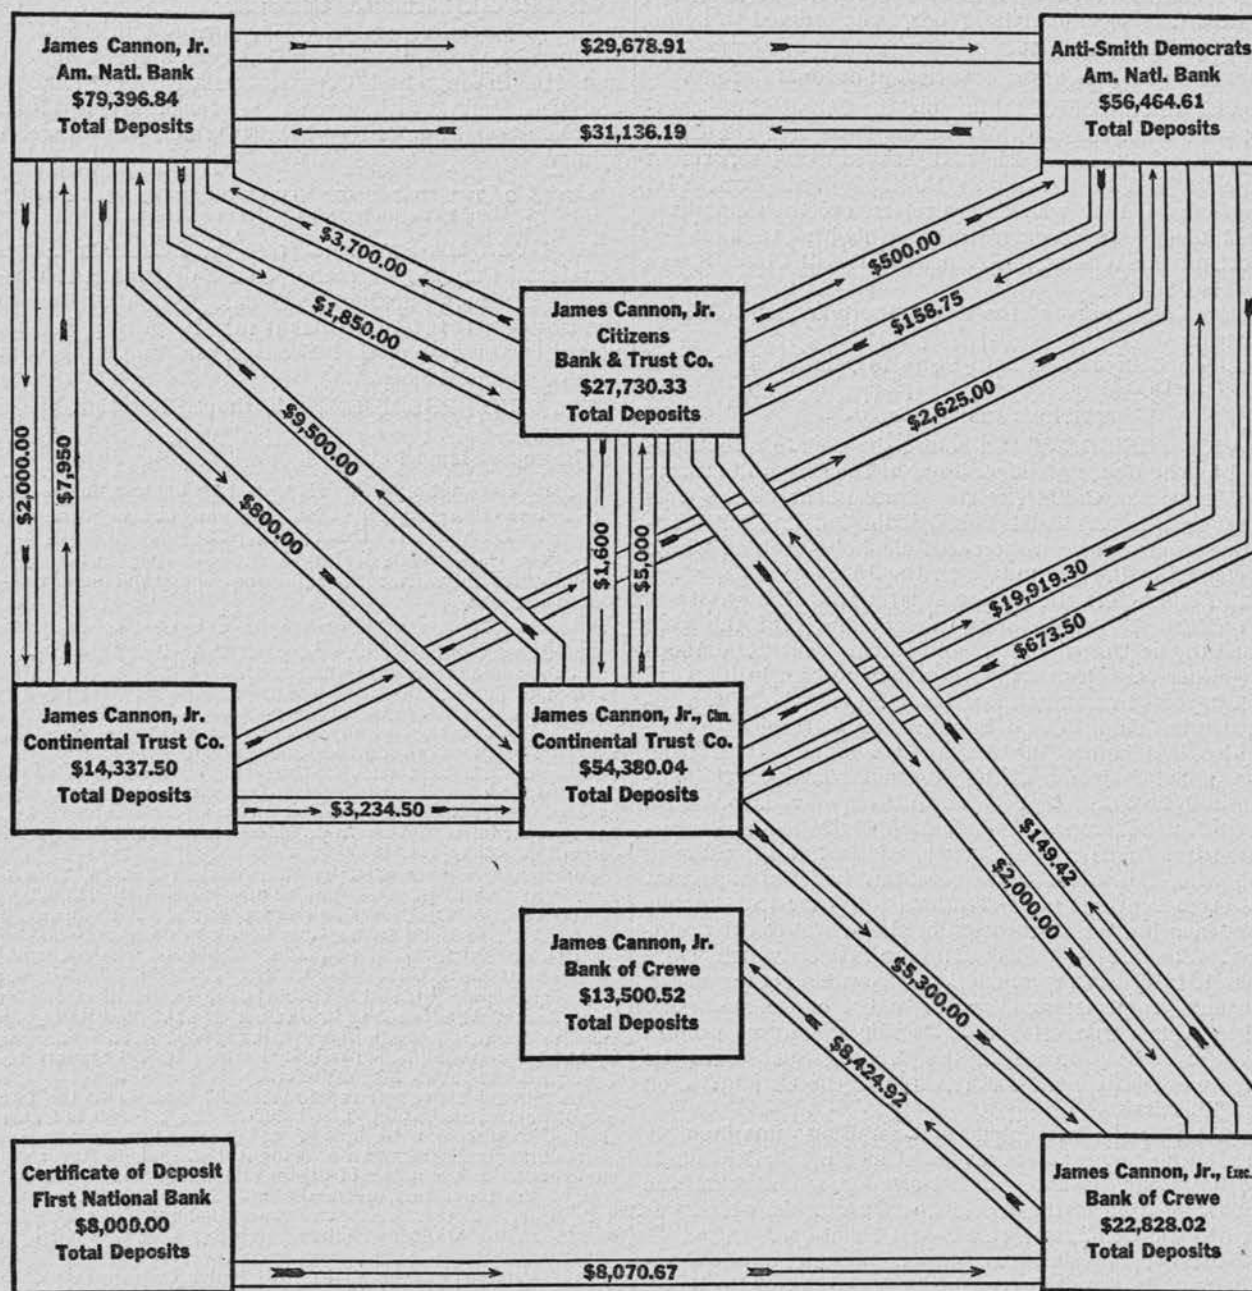 James Cannon, Jr.
Am. Natl. Bank
$79,396.84
Total Deposits
$29,678.91
$31,136.19
Anti-Smith Democrats
Am. Natl. Bank
$56,464.61
Total Deposits
$3,700.00
$1,850.00
$500.00
$158.75
James Cannon, Jr.
Citizens
Bank & Trust Co.
$27,730.33
Total Deposits
$2,625.00
$2,000.00
$7,950
$9,500.00
$800.00
$1,600
$5,000
$19,919.30
$673.50
James Cannon, Jr.
Continental Trust Co.
$14,337.50
Total Deposits
$3,234.50
James Cannon, Jr., Chm.
Continental Trust Co.
$54,380.04
Total Deposits
$149.42
$2,000.00
$5,300.00
$8,424.92
James Cannon, Jr.
Bank of Crewe
$13,500.52
Total Deposits
Certificate of Deposit
First National Bank
$8,000.00
Total Deposits
$8,070.67
James Cannon, Jr., Exec.
Bank of Crewe
$22,828.02
Total Deposits